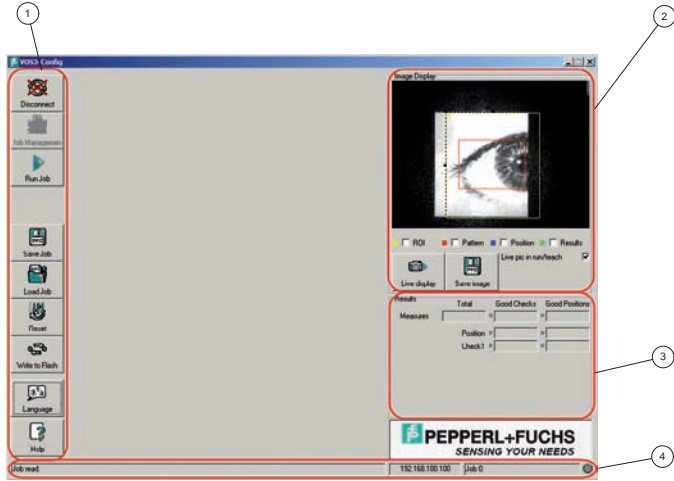 1
2
VOS3-Config
Image Display
Disconnect
Job Managemen
Run Job
ROI Pattern Position Results
Live pic in run/teach
Live display Save image
Save Job
Load Job
Reset
Write to Flash
Language
Help
Results Total Good Checks Good Positions
Measures = =
Position = =
Check1 = =
3
PEPPERL+FUCHS
SENSING YOUR NEEDS
Job read. 192.168.100.100 Job 0:
4